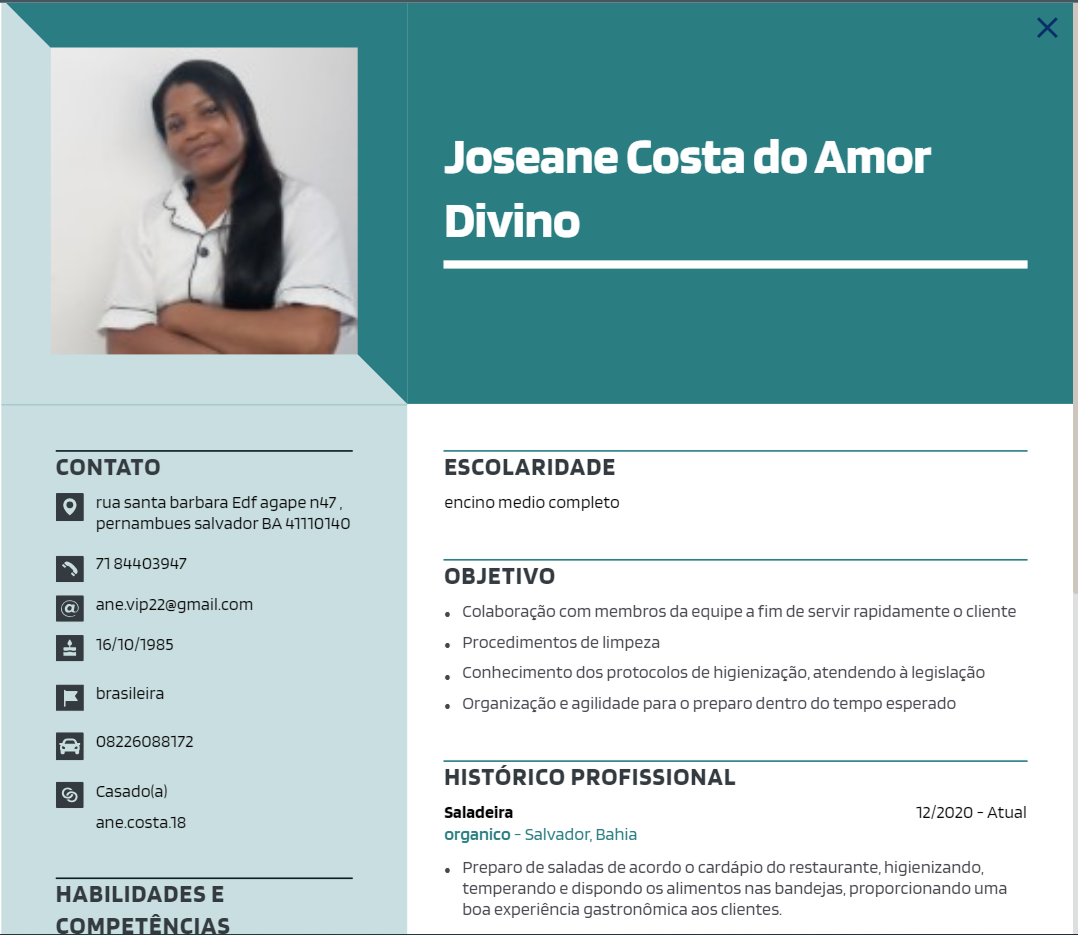 Joseane Costa do Amor
Divino
CONTATO
rua santa barbara Edf agape n47 ,
pernambues salvador BA 41110140
71 84403947
ane.vip22@gmail.com
16/10/1985
brasileira
08226088172
Casado(a)
ane.costa.18
HABILIDADES E
COMPETÊNCIAS
ESCOLARIDADE
encino medio completo
OBJETIVO
• Colaboração com membros da equipe a fim de servir rapidamente o cliente
• Procedimentos de limpeza
• Conhecimento dos protocolos de higienização, atendendo à legislação
• Organização e agilidade para o preparo dentro do tempo esperado
HISTÓRICO PROFISSIONAL
Saladeira 12/2020 - Atual
organico - Salvador, Bahia
• Preparo de saladas de acordo o cardápio do restaurante, higienizando,
temperando e dispondo os alimentos nas bandejas, proporcionando uma
boa experiência gastronômica aos clientes.